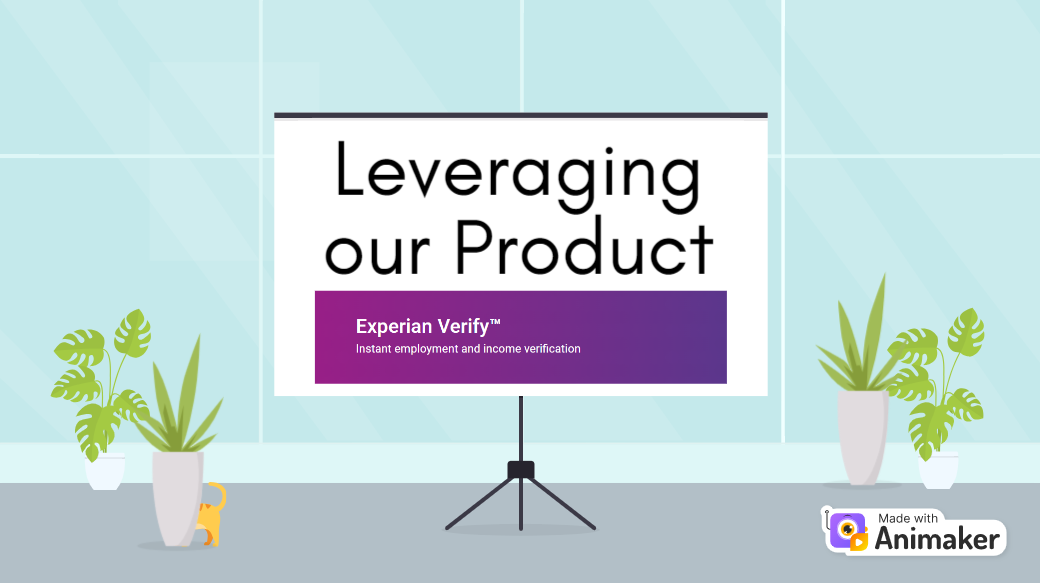 Leveraging
our Product
Experian Verify™
Instant employment and income verification
Made with
Animaker